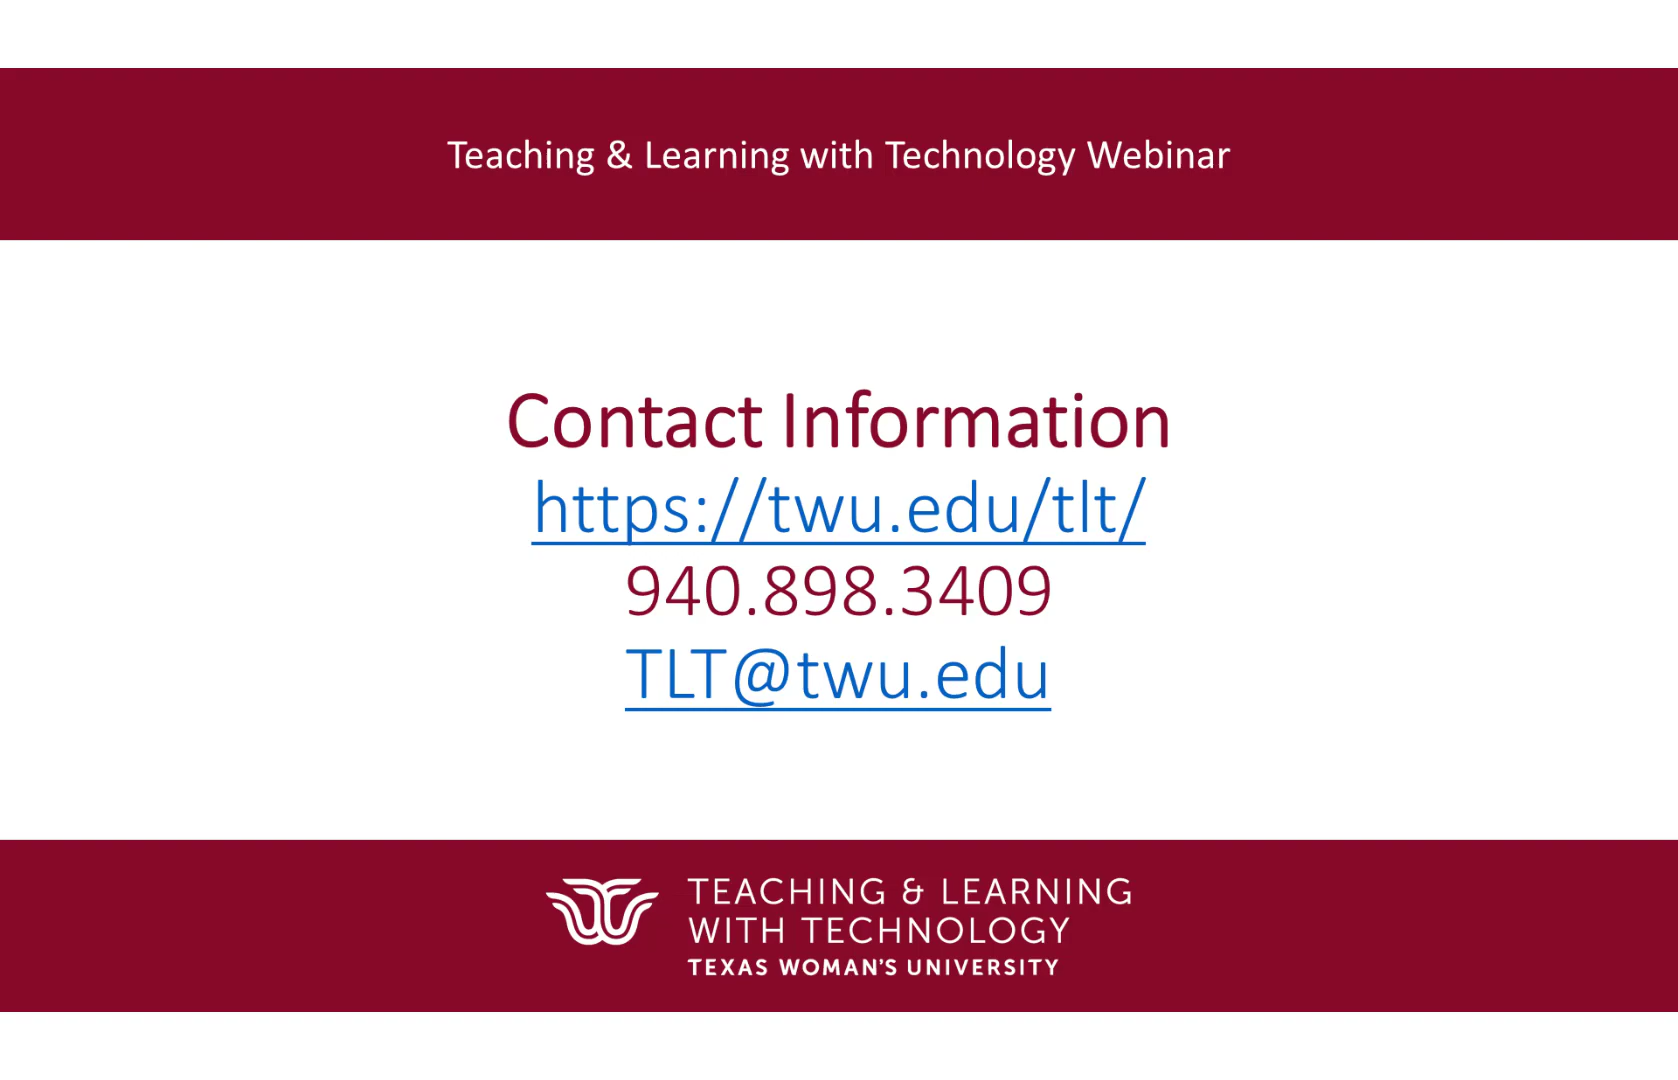 Teaching & Learning with Technology Webinar
Contact Information
https://twu.edu/tlt/
940.898.3409
TLT@twu.edu
TEACHING & LEARNING
WITH TECHNOLOGY
TEXAS WOMAN'S UNIVERSITY